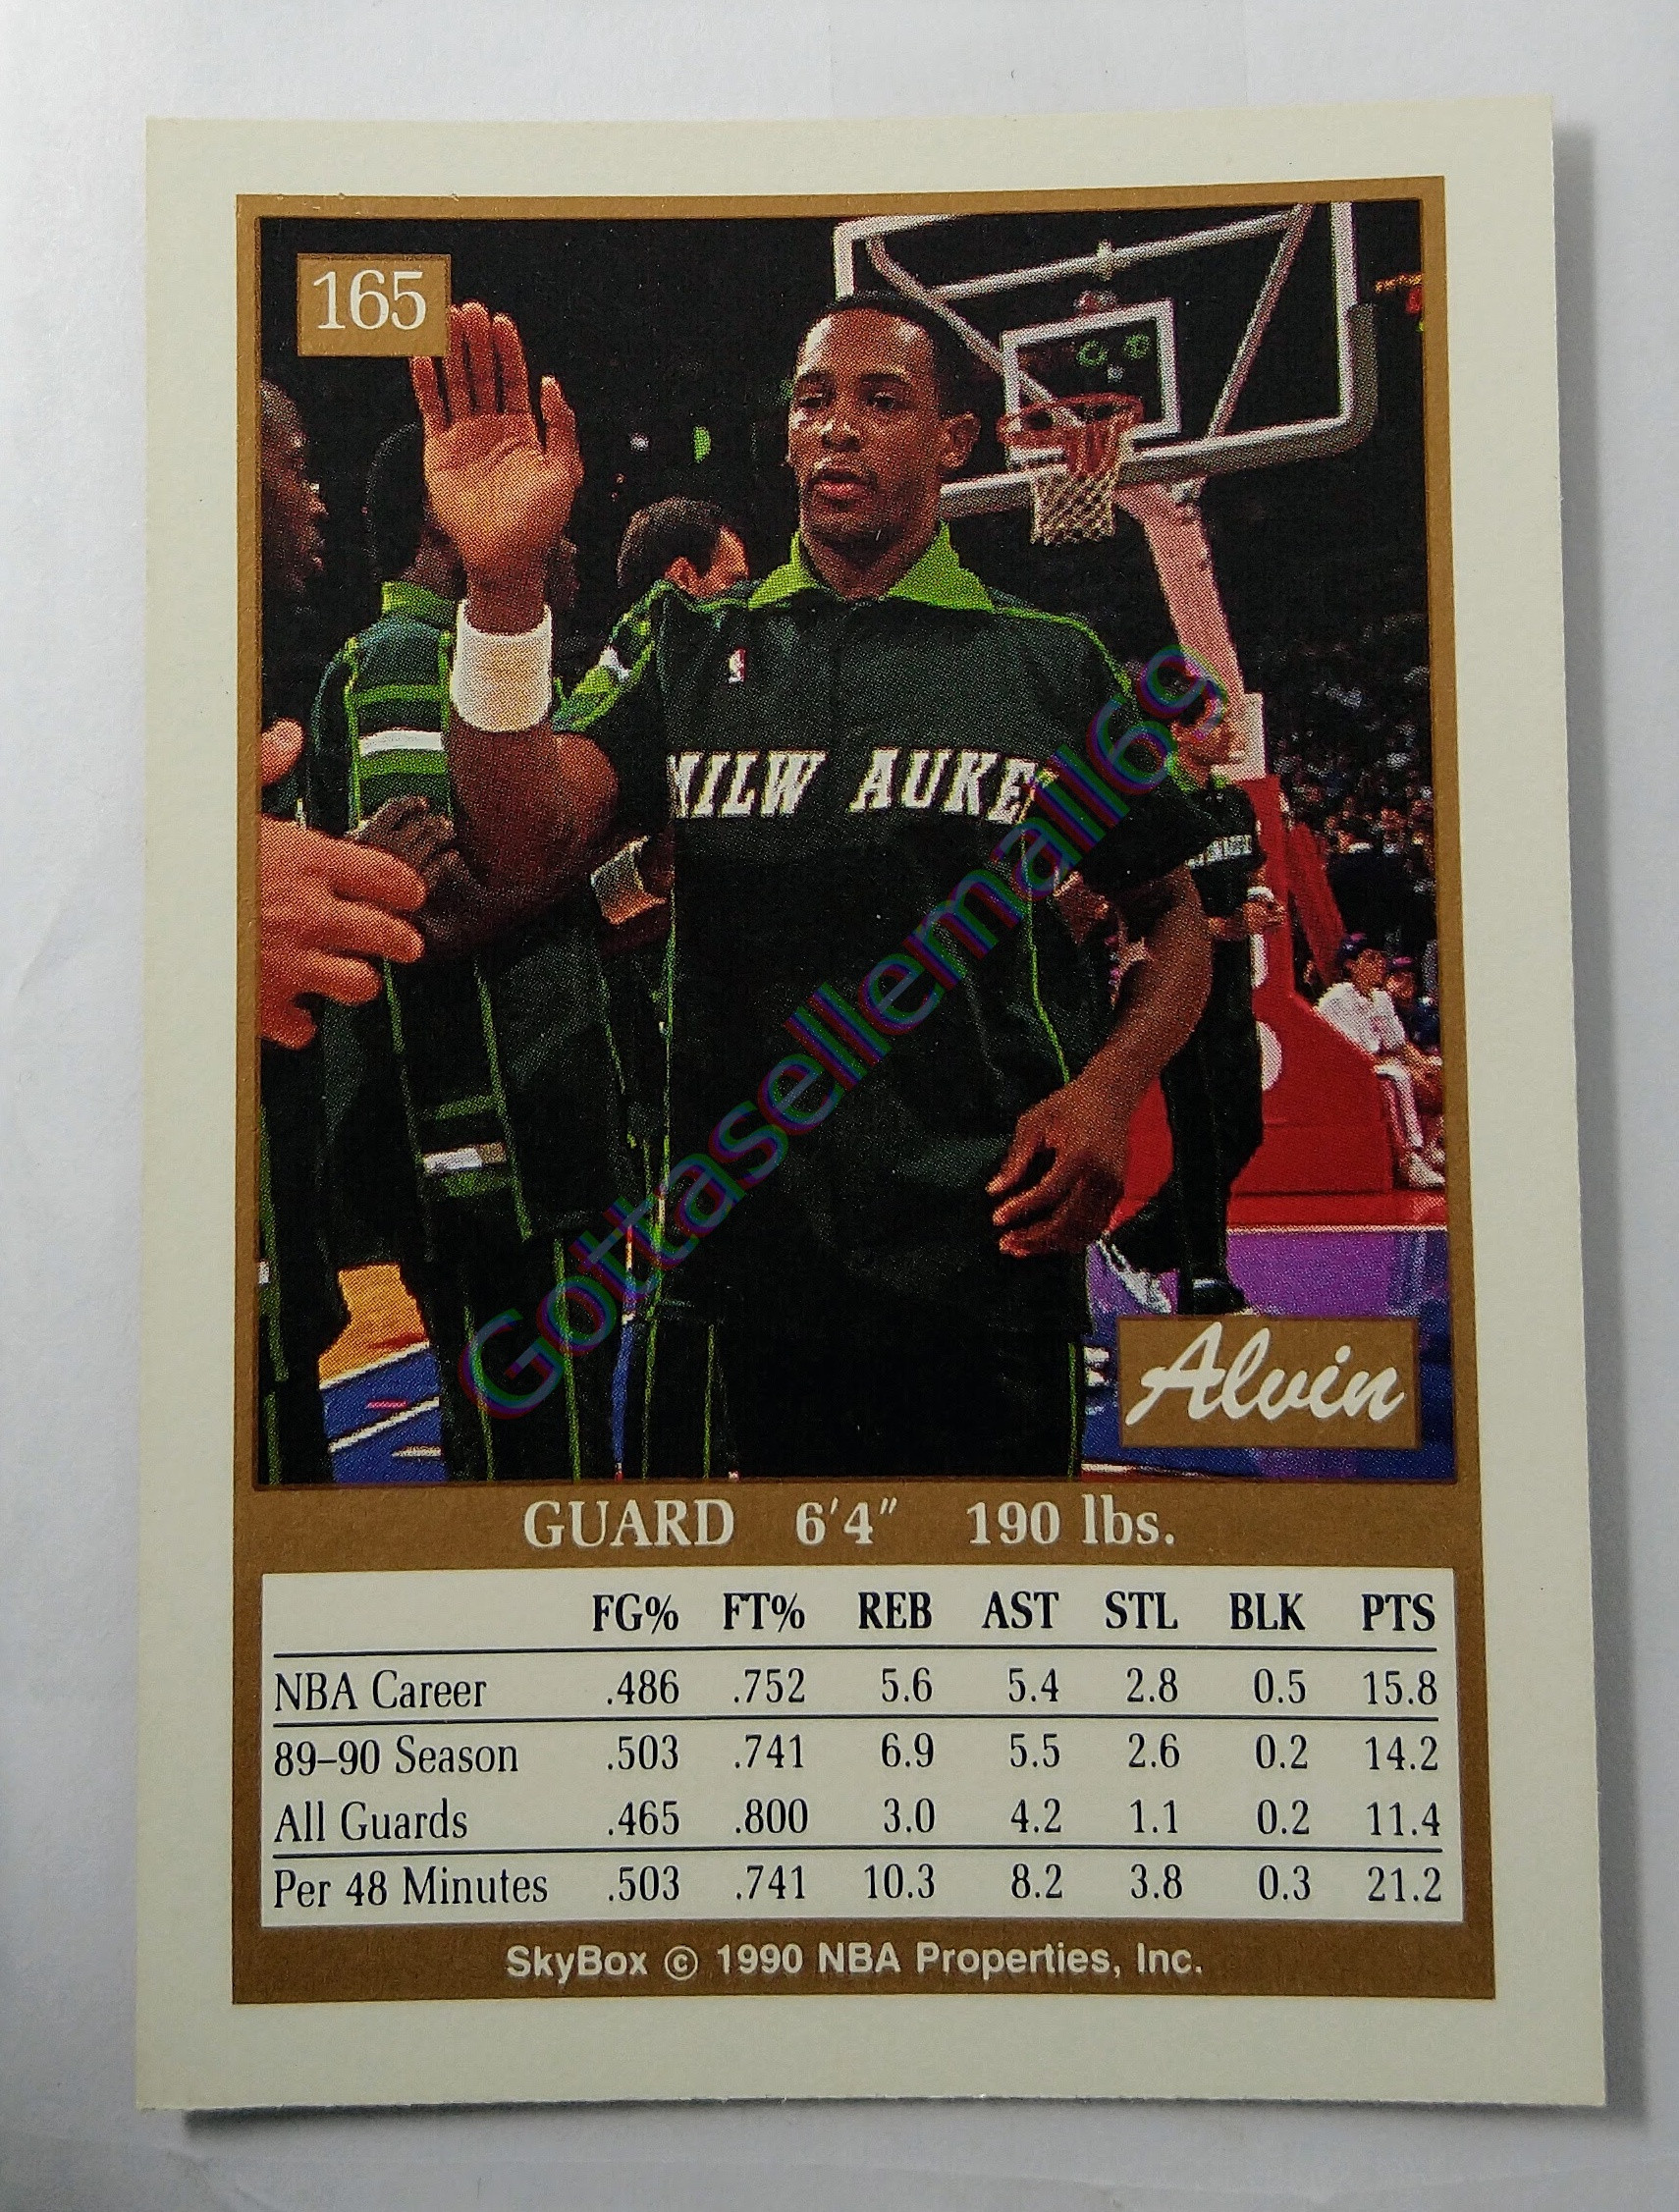 165
MILW AUKEE
Gottasellemall69
Alvin
GUARD 6'4" 190 lbs.
FG% FT% REB AST STL BLK PTS
NBA Career .486 .752 5.6 5.4 2.8 0.5 15.8
89–90 Season .503 .741 6.9 5.5 2.6 0.2 14.2
All Guards .465 .800 3.0 4.2 1.1 0.2 11.4
Per 48 Minutes .503 .741 10.3 8.2 3.8 0.3 21.2
SkyBox © 1990 NBA Properties, Inc.